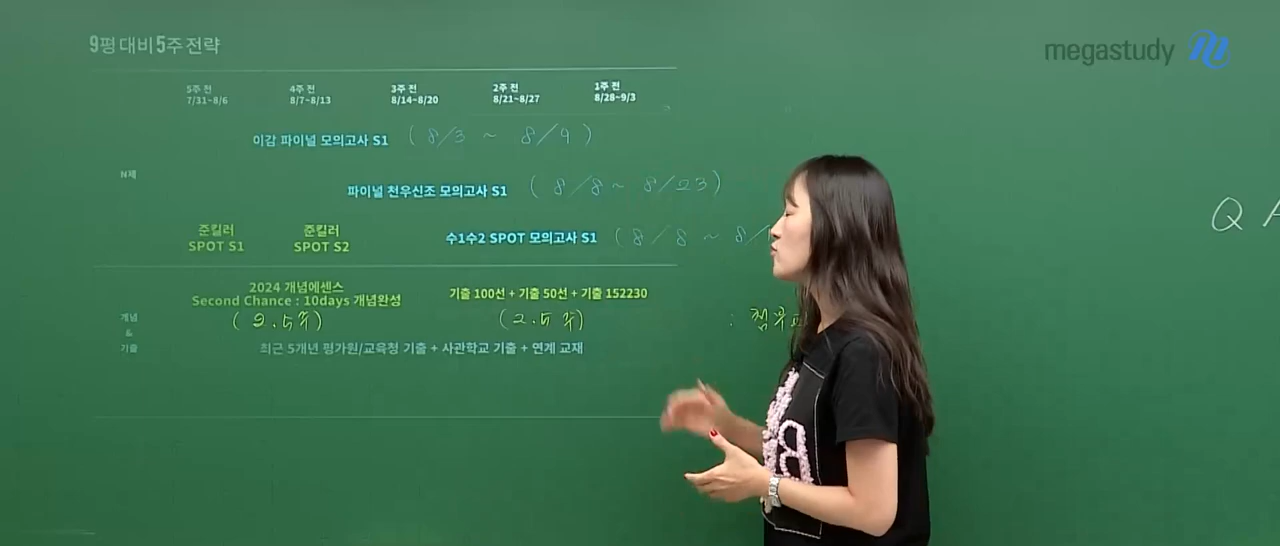 9평 대비 5주 전략
megastudy
5주 전 4주 전 3주 전 2주 전 1주 전
7/31~8/6 8/7~8/13 8/14~8/20 8/21~8/27 8/28~9/3
이감 파이널 모의고사 S1 (8/3 ~ 8/9)
N제
파이널 천우신조 모의고사 S1 (8/8 ~ 8/23)
준킬러 준킬러
SPOT S1 SPOT S2
수1수2 SPOT 모의고사 S1 (8/8 ~ 8/
Q
2024 개념에센스
Second Chance : 10days 개념완성
기출 100선 + 기출 50선 + 기출 152230
개념
&
기출
(2.5주) (2.5주) : 첨부
최근 5개년 평가원/교육청 기출 + 사관학교 기출 + 연계 교재